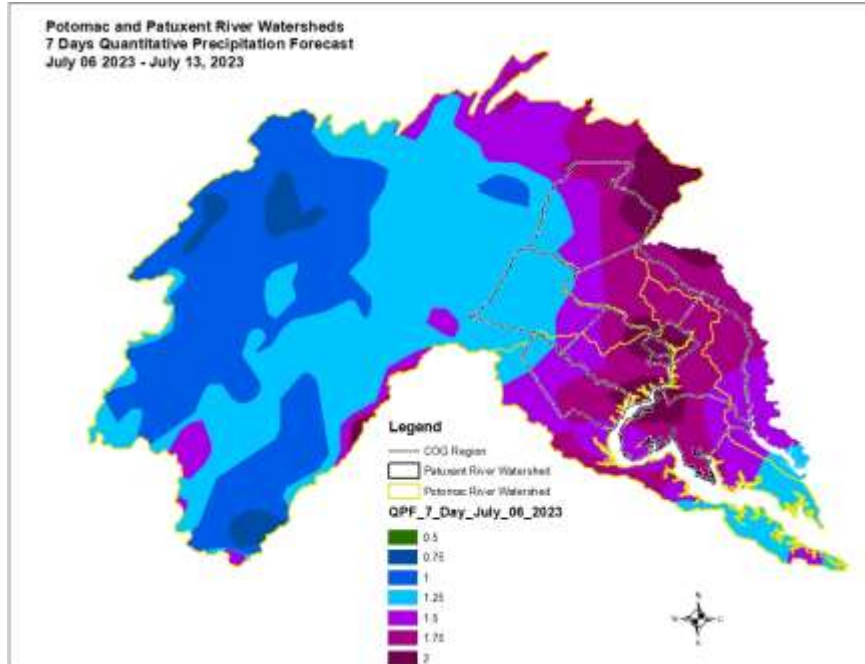 Potomac and Patuxent River Watersheds
7 Days Quantitative Precipitation Forecast
July 06 2023 - July 13, 2023
Legend
COG Region
Patuxent River Watershed
Potomac River Watershed
QPF_7_Day_July_06_2023
0.5
0.75
1
1.25
1.5
1.75
2
N
W
E
S